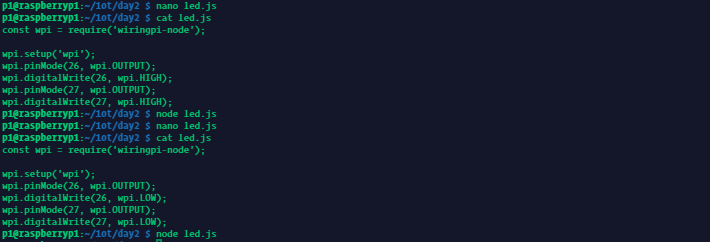 pi@raspberrypi:~/iot/day2 $ nano led.js
pi@raspberrypi:~/iot/day2 $ cat led.js
const wpi = require('wiringpi-node');

wpi.setup('wpi');
wpi.pinMode(26, wpi.OUTPUT);
wpi.digitalWrite(26, wpi.HIGH);
wpi.pinMode(27, wpi.OUTPUT);
wpi.digitalWrite(27, wpi.HIGH);
pi@raspberrypi:~/iot/day2 $ node led.js
pi@raspberrypi:~/iot/day2 $ nano led.js
pi@raspberrypi:~/iot/day2 $ cat led.js
const wpi = require('wiringpi-node');

wpi.setup('wpi');
wpi.pinMode(26, wpi.OUTPUT);
wpi.digitalWrite(26, wpi.LOW);
wpi.pinMode(27, wpi.OUTPUT);
wpi.digitalWrite(27, wpi.LOW);
pi@raspberrypi:~/iot/day2 $ node led.js